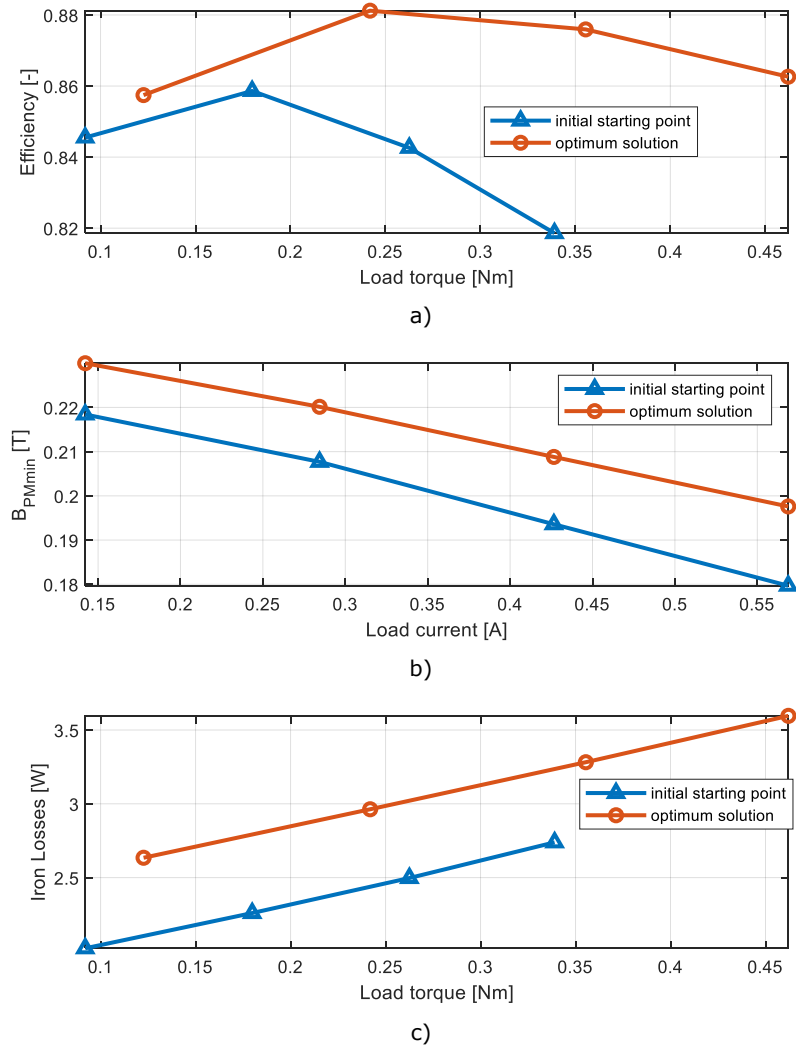 0.88
0.86
0.84
0.82
Efficiency [-]
initial starting point
optimum solution
0.1 0.15 0.2 0.25 0.3 0.35 0.4 0.45
Load torque [Nm]
a)
0.22
0.21
0.2
0.19
0.18
B_PMmin [T]
initial starting point
optimum solution
0.15 0.2 0.25 0.3 0.35 0.4 0.45 0.5 0.55
Load current [A]
b)
3.5
3
2.5
Iron Losses [W]
initial starting point
optimum solution
0.1 0.15 0.2 0.25 0.3 0.35 0.4 0.45
Load torque [Nm]
c)